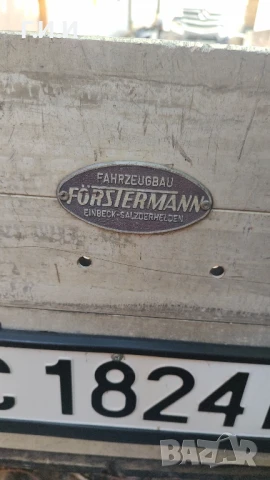 FAHRZEUGBAU
FÖRSTERMANN
EINBECK-SALZDERHELDEN
C 1824
BAZAR